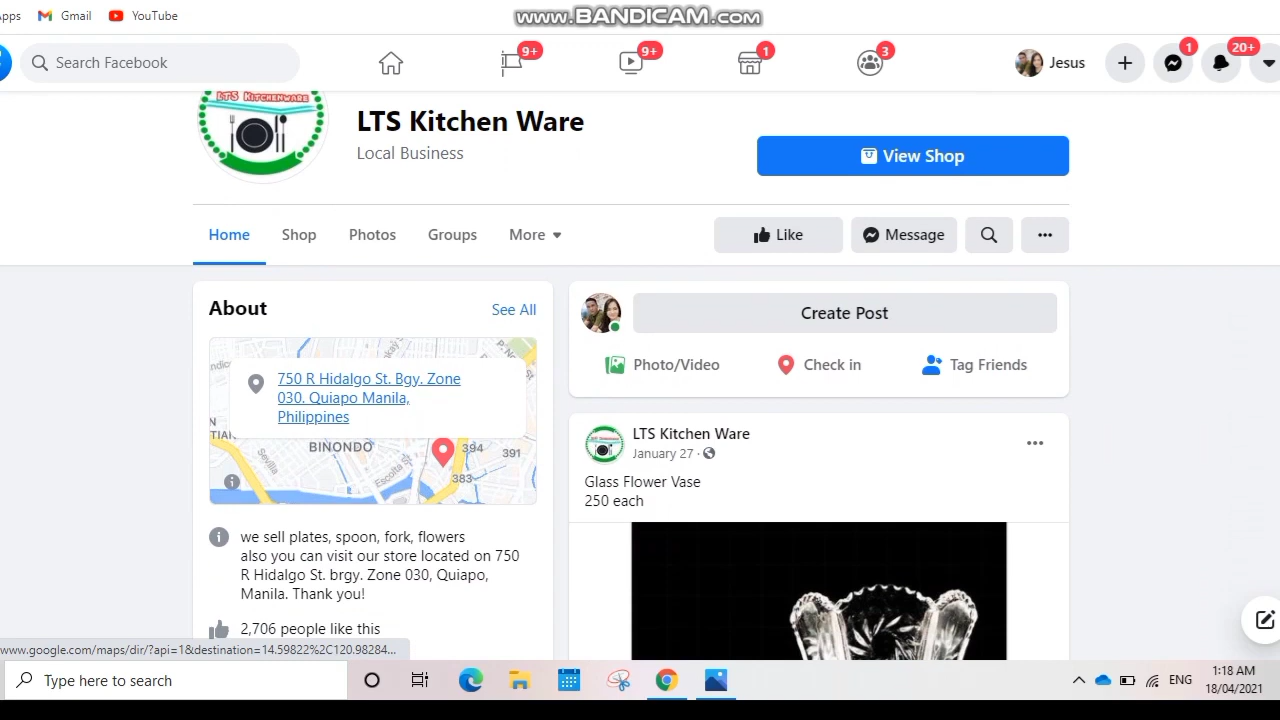 pps Gmail YouTube
www.BANDICAM.com
Search Facebook
9+
9+
1
3
Jesus
1
20+
LTS KITCHENWARE
LTS Kitchen Ware
Local Business
View Shop
Home Shop Photos Groups More
Like Message
About See All
750 R Hidalgo St. Bgy. Zone
030. Quiapo Manila,
Philippines
BINONDO
394
391
383
Sevilla
Escolta St
Create Post
Photo/Video Check in Tag Friends
LTS Kitchen Ware
January 27 ·
Glass Flower Vase
250 each
we sell plates, spoon, fork, flowers
also you can visit our store located on 750
R Hidalgo St. brgy. Zone 030, Quiapo,
Manila. Thank you!
2,706 people like this
www.google.com/maps/dir/?api=1&destination=14.59822%2C120.98284...
Type here to search
ENG
1:18 AM
18/04/2021